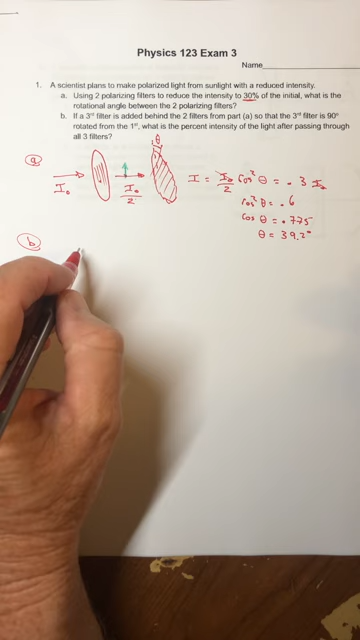 Physics 123 Exam 3
Name
1. A scientist plans to make polarized light from sunlight with a reduced intensity.
a. Using 2 polarizing filters to reduce the intensity to 30% of the initial, what is the
rotational angle between the 2 polarizing filters?
b. If a 3rd filter is added behind the 2 filters from part (a) so that the 3rd filter is 90°
rotated from the 1st, what is the percent intensity of the light after passing through
all 3 filters?
a
θ
I₀
I₀/2
I = I₀/2 cos²θ = .3 I₀
cos²θ = .6
cos θ = .775
θ = 39.2°
b